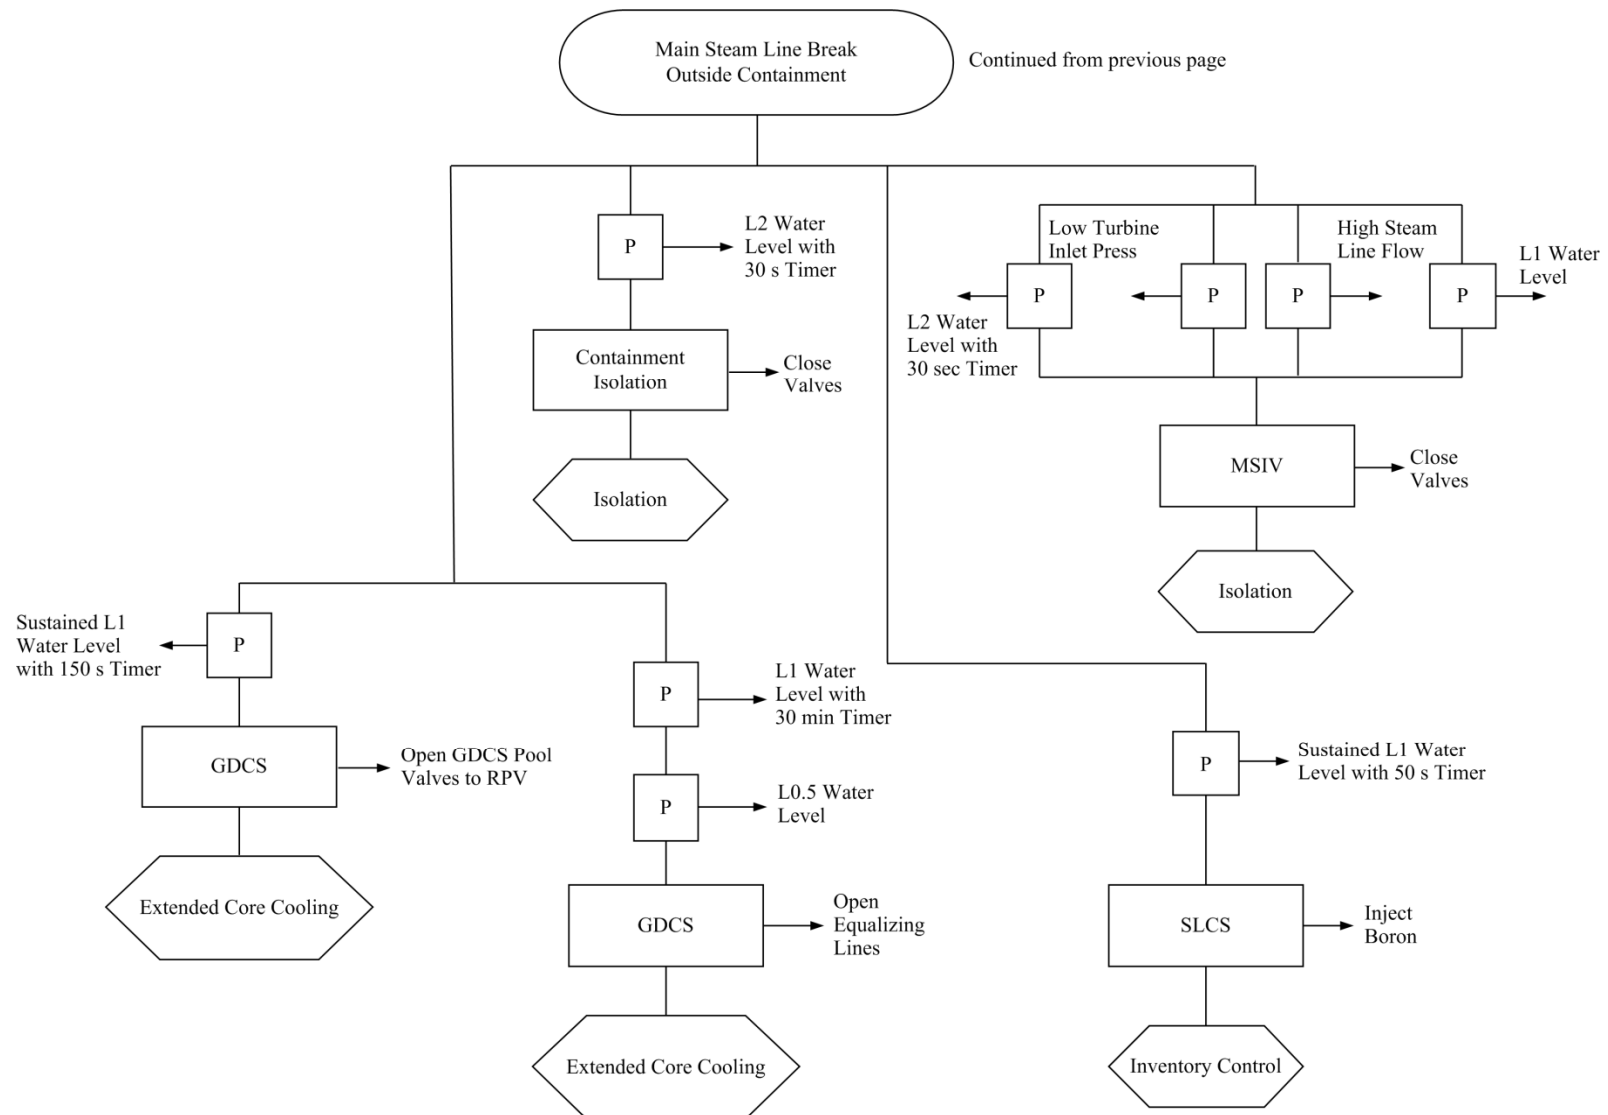 Main Steam Line Break
Outside Containment
Continued from previous page
P
L2 Water
Level with
30 s Timer
Containment
Isolation
Close
Valves
Isolation
Low Turbine
Inlet Press
High Steam
Line Flow
L1 Water
Level
P
P
P
P
L2 Water
Level with
30 sec Timer
MSIV
Close
Valves
Isolation
Sustained L1
Water Level
with 150 s Timer
P
GDCS
Open GDCS Pool
Valves to RPV
Extended Core Cooling
P
L1 Water
Level with
30 min Timer
P
L0.5 Water
Level
GDCS
Open
Equalizing
Lines
Extended Core Cooling
P
Sustained L1 Water
Level with 50 s Timer
SLCS
Inject
Boron
Inventory Control